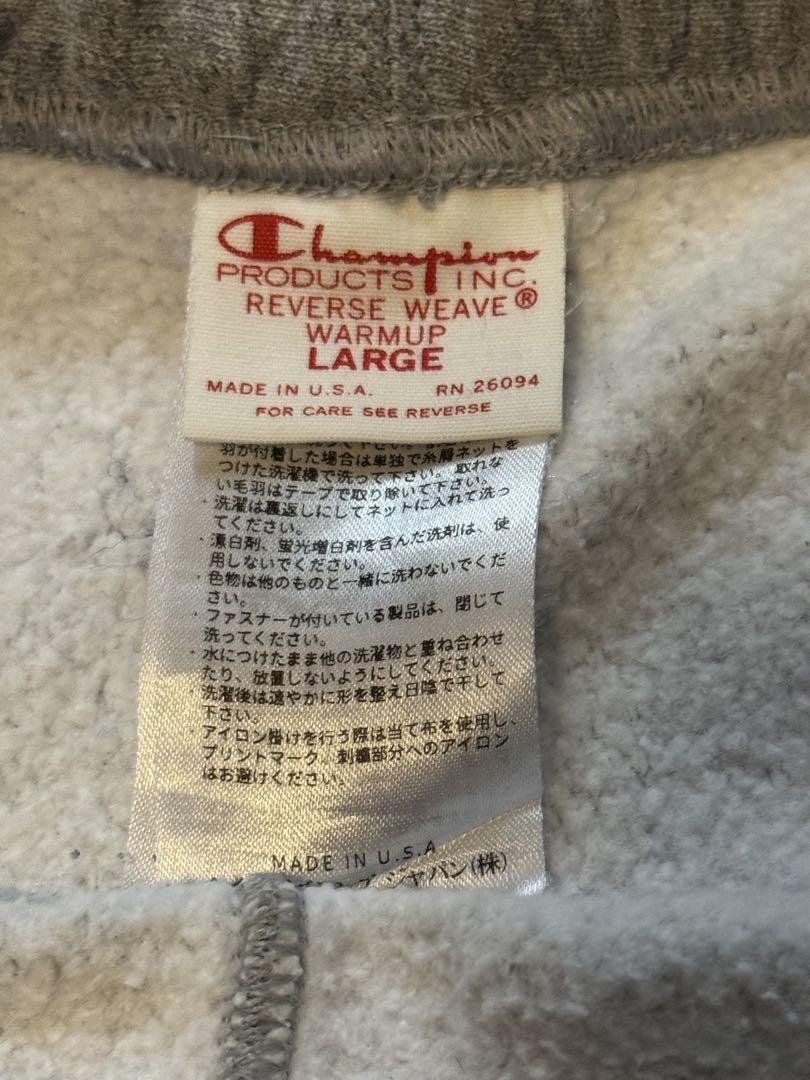 Champion
PRODUCTS INC.
REVERSE WEAVE®
WARMUP
LARGE
MADE IN U.S.A. RN 26094
FOR CARE SEE REVERSE
羽が付着した場合は単独で糸屑ネットを
つけた洗濯機で洗って下さい。取れな
い毛羽はテープで取り除いて下さい。
・洗濯は裏返しにしてネットに入れて洗っ
てください。
・漂白剤、蛍光増白剤を含んだ洗剤は、使
用しないでください。
・色物は他のものと一緒に洗わないでくだ
さい。
・ファスナーが付いている製品は、閉じて
洗ってください。
・水につけたまま他の洗濯物と重ね合わせ
たり、放置しないようにしてください。
・洗濯後は速やかに形を整え日陰で干して
下さい。
・アイロン掛けを行う際は当て布を使用し、
プリントマーク、刺繍部分へのアイロン
はお避けください。
MADE IN U.S.A
ジャパン(株)